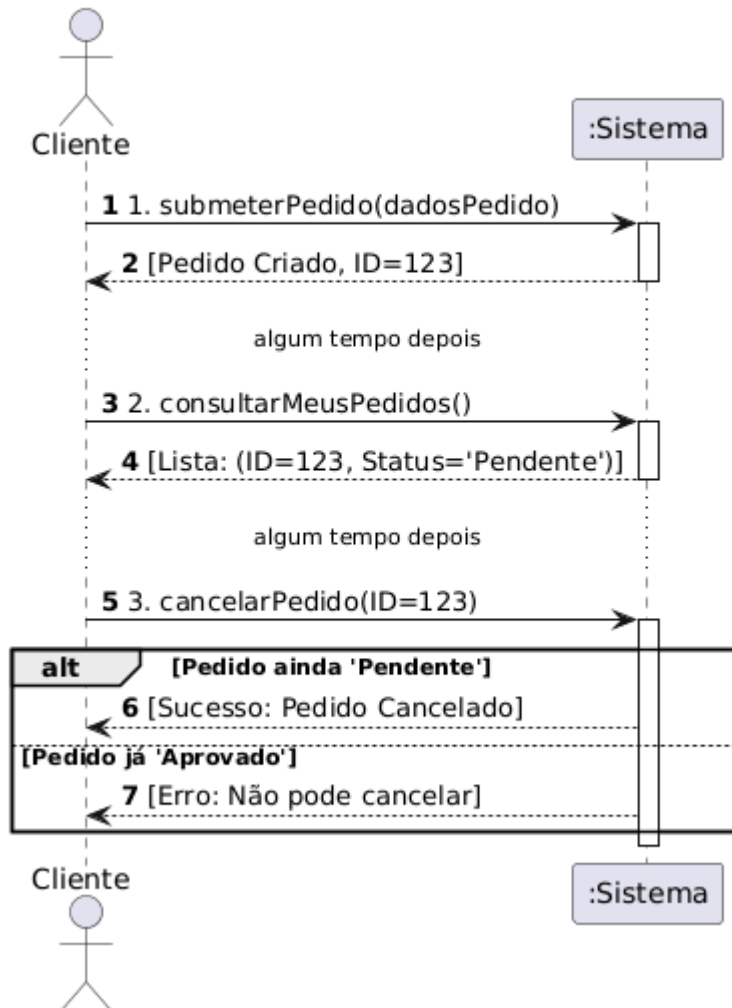 Cliente
:Sistema
1 1. submeterPedido(dadosPedido)
2 [Pedido Criado, ID=123]
algum tempo depois
3 2. consultarMeusPedidos()
4 [Lista: (ID=123, Status='Pendente')]
algum tempo depois
5 3. cancelarPedido(ID=123)
alt [Pedido ainda 'Pendente']
6 [Sucesso: Pedido Cancelado]
[Pedido já 'Aprovado']
7 [Erro: Não pode cancelar]
Cliente
:Sistema